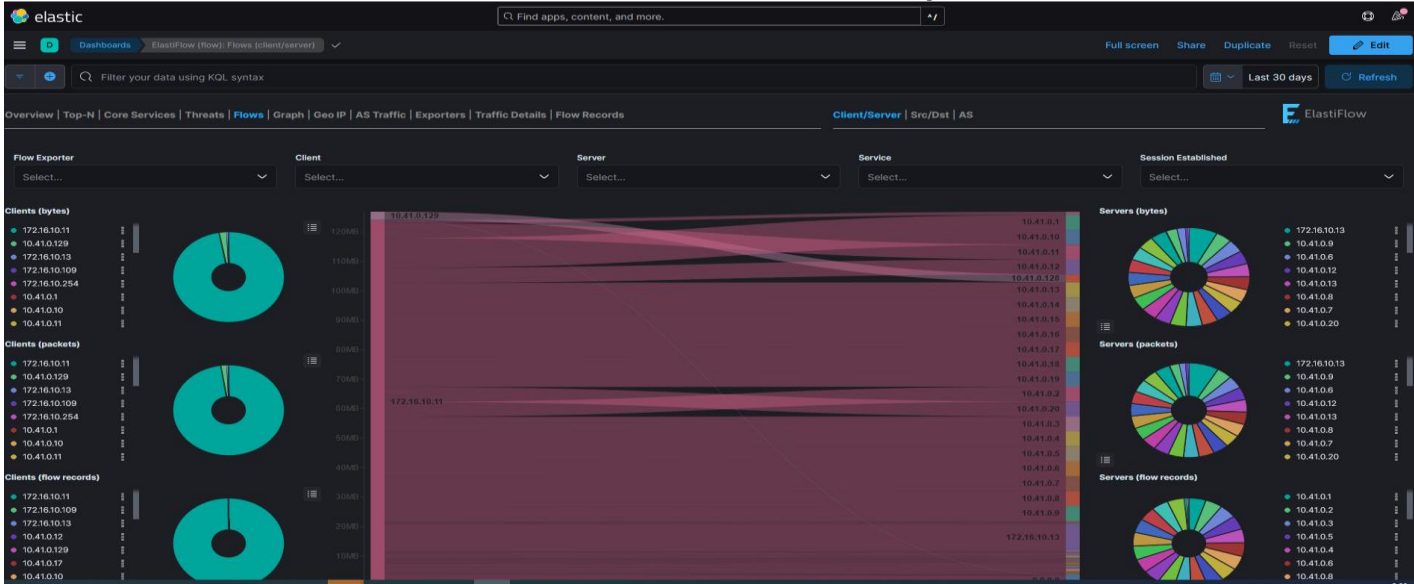 elastic
Find apps, content, and more.
^/
D
Dashboards
ElastiFlow (flow): Flows (client/server)
Full screen
Share
Duplicate
Reset
Edit
Filter your data using KQL syntax
Last 30 days
Refresh
Overview | Top-N | Core Services | Threats | Flows | Graph | Geo IP | AS Traffic | Exporters | Traffic Details | Flow Records
Client/Server | Src/Dst | AS
ElastiFlow
Flow Exporter
Select...
Client
Select...
Server
Select...
Service
Select...
Session Established
Select...
Clients (bytes)
172.16.10.11
10.41.0.129
172.16.10.13
172.16.10.109
172.16.10.254
10.41.0.1
10.41.0.10
10.41.0.11
Clients (packets)
172.16.10.11
10.41.0.129
172.16.10.13
172.16.10.109
172.16.10.254
10.41.0.1
10.41.0.10
10.41.0.11
Clients (flow records)
172.16.10.11
172.16.10.109
172.16.10.13
10.41.0.12
10.41.0.129
10.41.0.17
10.41.0.10
120MB
110MB
100MB
90MB
80MB
70MB
60MB
50MB
40MB
30MB
20MB
10MB
10.41.0.129
172.16.10.11
10.41.0.1
10.41.0.10
10.41.0.11
10.41.0.12
10.41.0.128
10.41.0.13
10.41.0.14
10.41.0.15
10.41.0.16
10.41.0.17
10.41.0.18
10.41.0.19
10.41.0.2
10.41.0.20
10.41.0.3
10.41.0.4
10.41.0.5
10.41.0.6
10.41.0.7
10.41.0.8
10.41.0.9
172.16.10.13
Servers (bytes)
172.16.10.13
10.41.0.9
10.41.0.6
10.41.0.12
10.41.0.13
10.41.0.8
10.41.0.7
10.41.0.20
Servers (packets)
172.16.10.13
10.41.0.9
10.41.0.6
10.41.0.12
10.41.0.13
10.41.0.8
10.41.0.7
10.41.0.20
Servers (flow records)
10.41.0.1
10.41.0.2
10.41.0.3
10.41.0.5
10.41.0.4
10.41.0.6
10.41.0.8